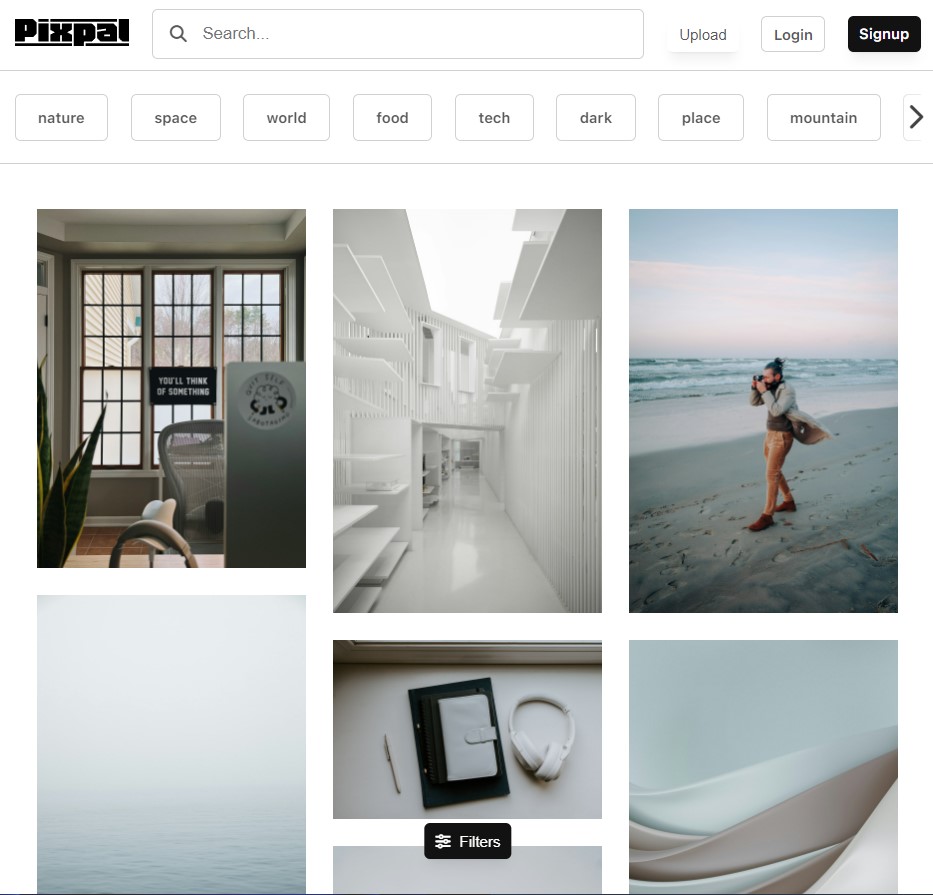 Pixpal
Search...
Upload
Login
Signup
nature
space
world
food
tech
dark
place
mountain
YOU'LL THINK
OF SOMETHING
Filters